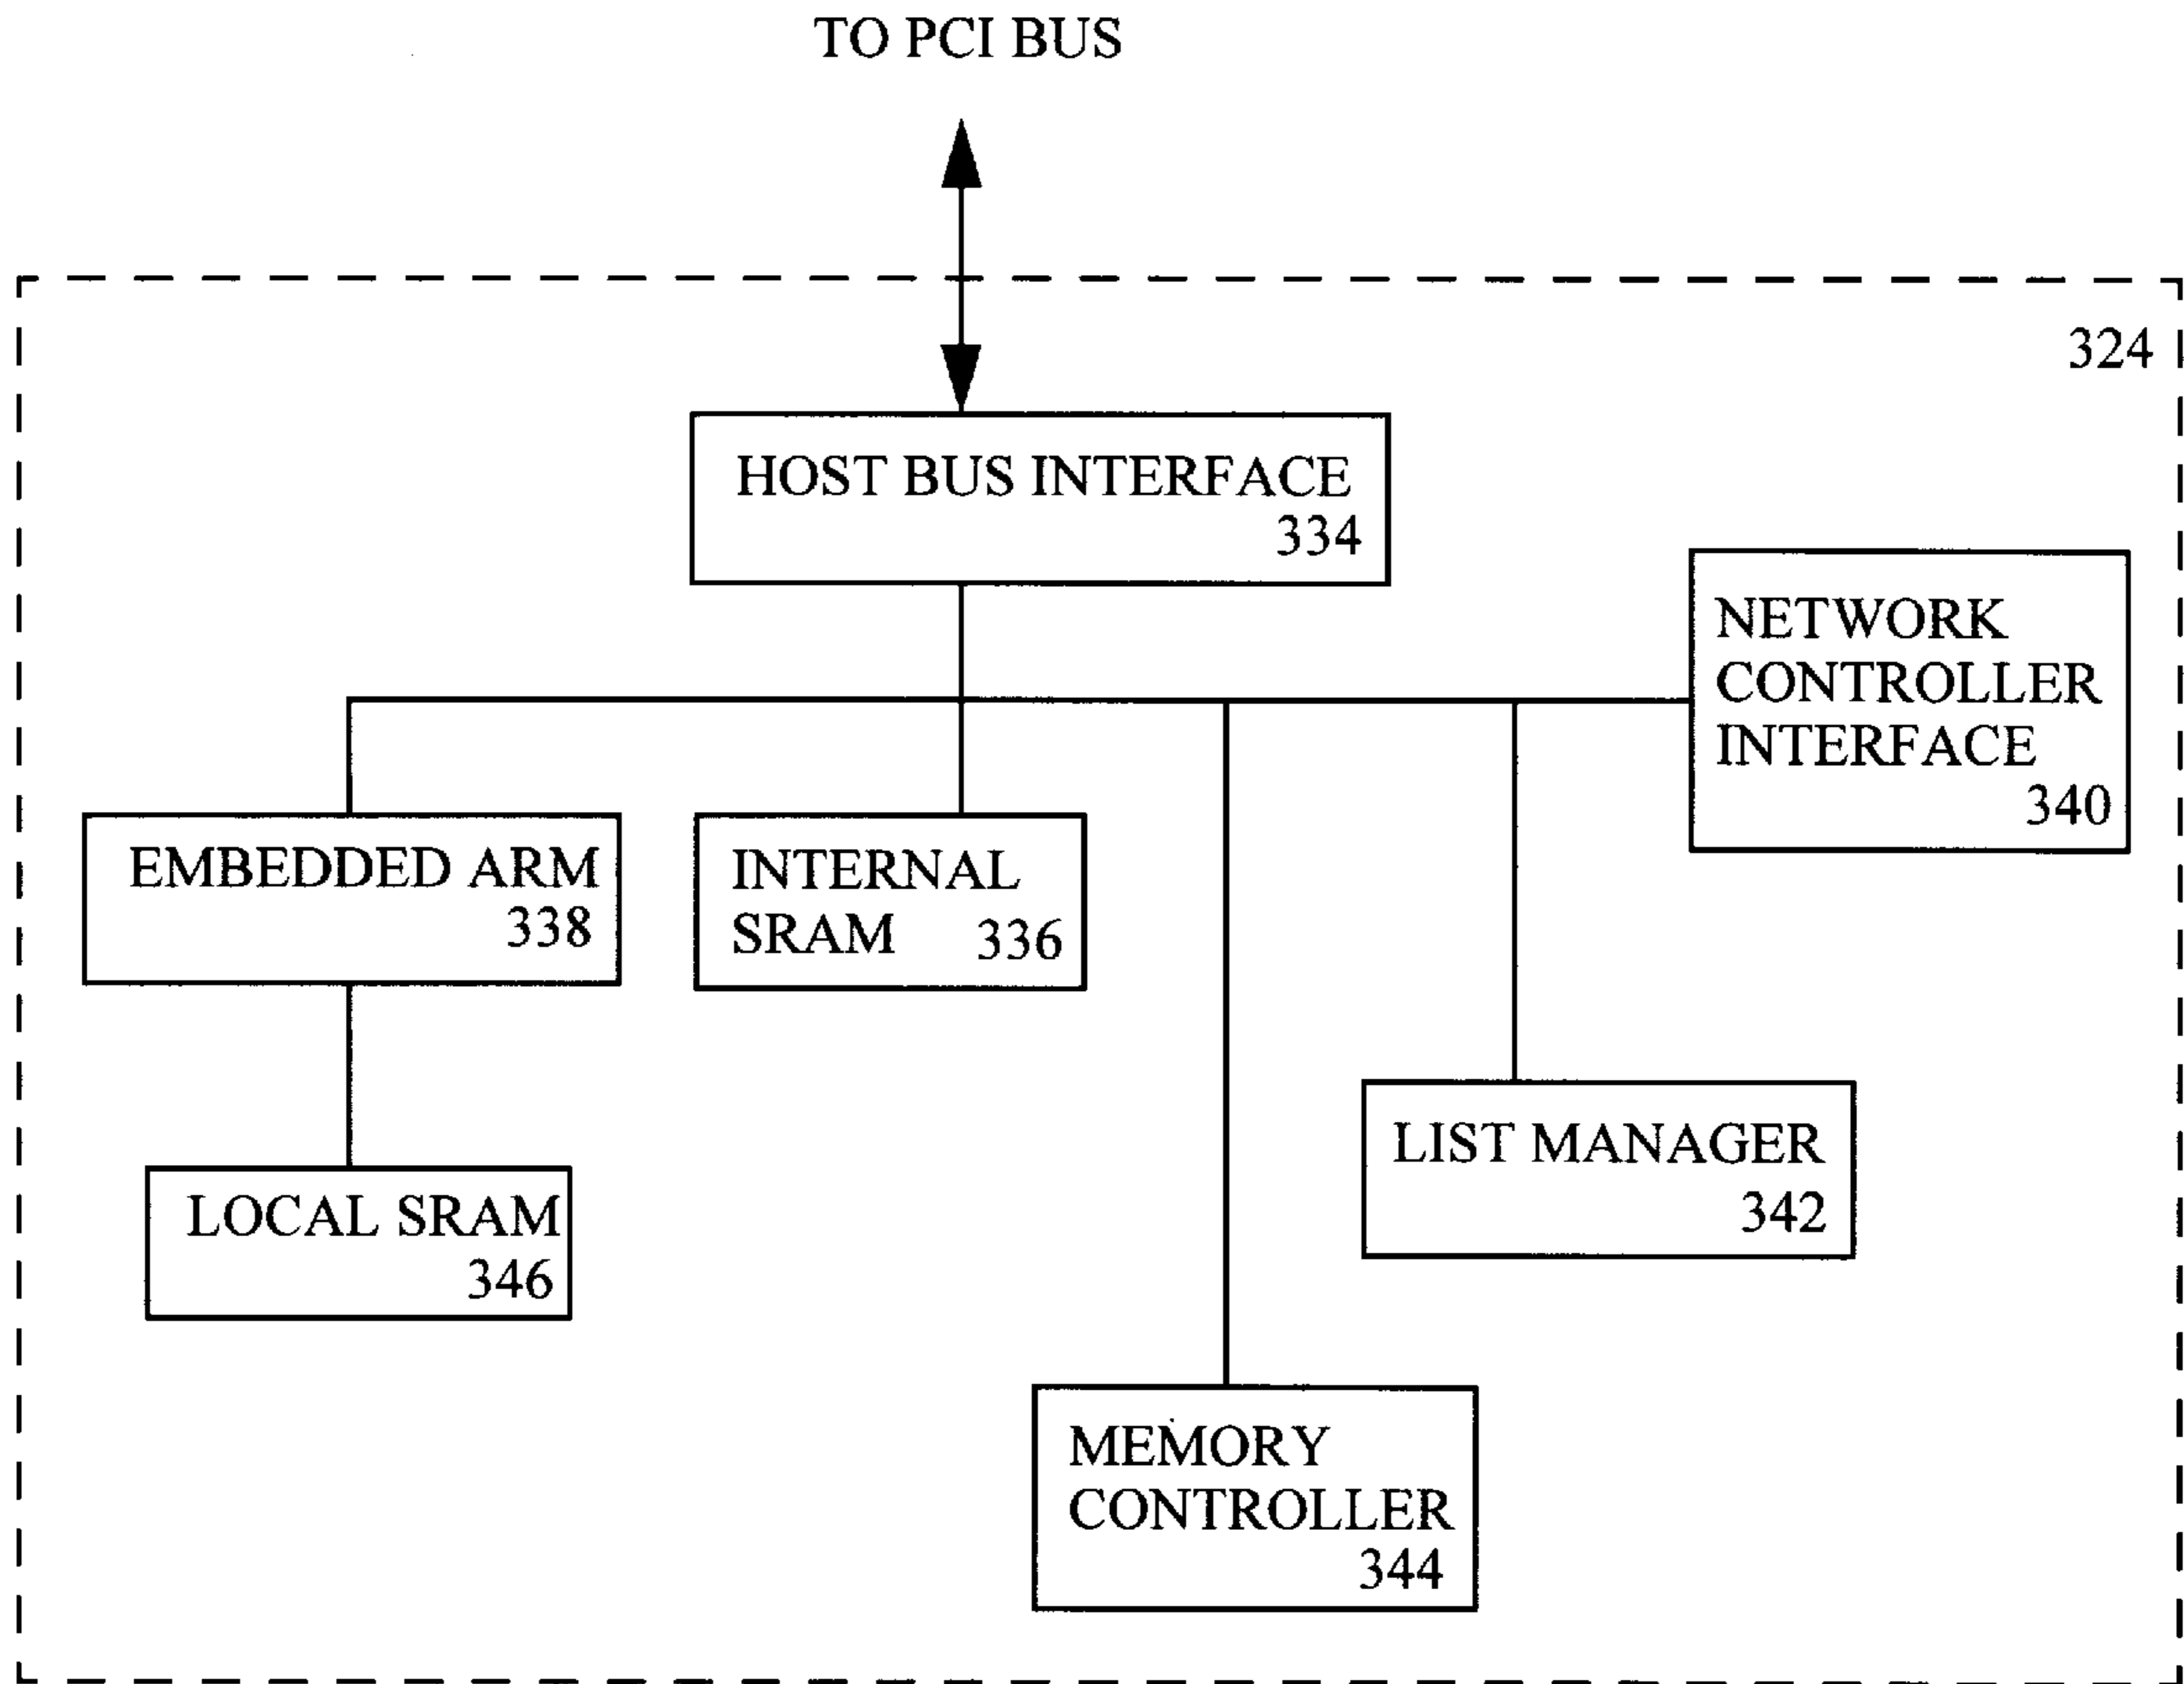 TO PCI BUS
324
HOST BUS INTERFACE
334
NETWORK
CONTROLLER
INTERFACE
340
EMBEDDED ARM
338
INTERNAL
SRAM 336
LIST MANAGER
342
LOCAL SRAM
346
MEMORY
CONTROLLER
344